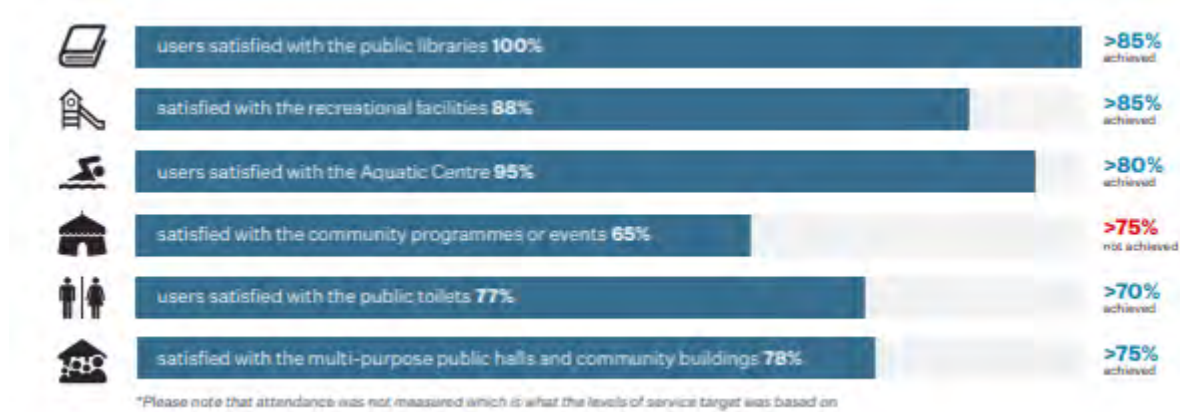 users satisfied with the public libraries 100%
>85%
achieved
satisfied with the recreational facilities 88%
>85%
achieved
users satisfied with the Aquatic Centre 95%
>80%
achieved
satisfied with the community programmes or events 65%
>75%
not achieved
users satisfied with the public toilets 77%
>70%
achieved
satisfied with the multi-purpose public halls and community buildings 78%
>75%
achieved
*Please note that attendance was not measured which is what the levels of service target was based on